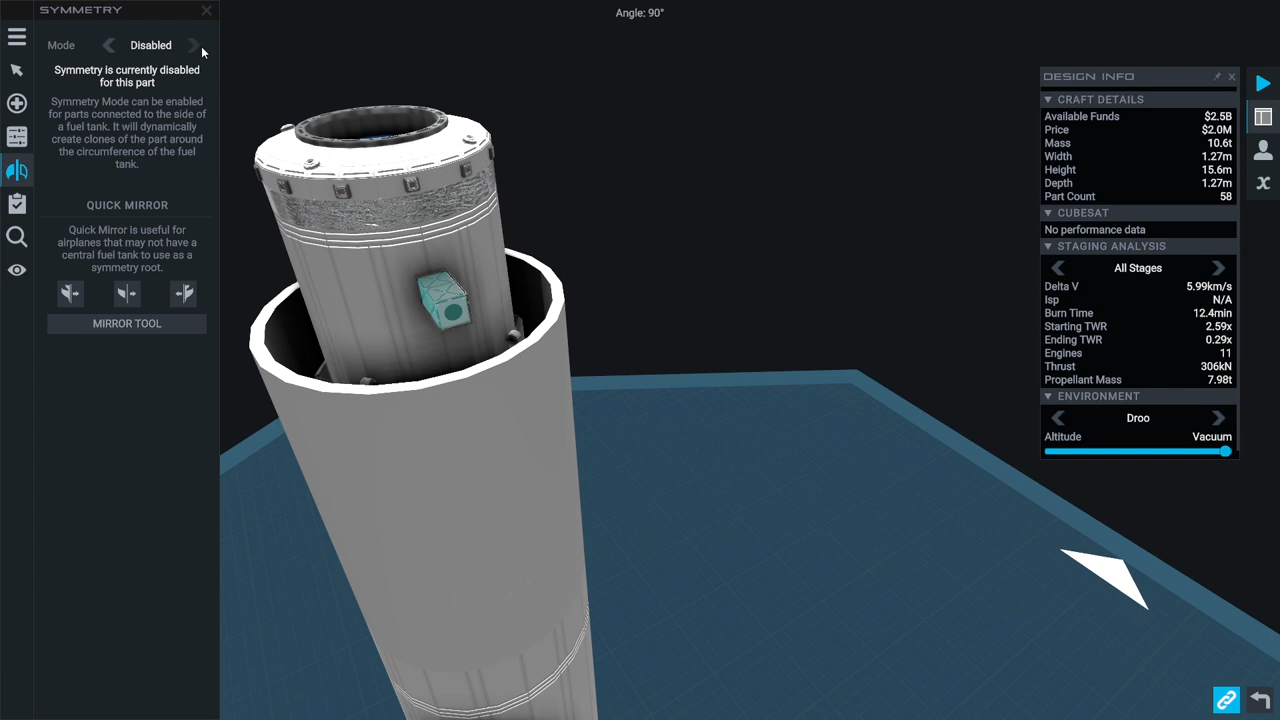 SYMMETRY
Angle: 90°
Mode
Disabled
Symmetry is currently disabled
for this part
Symmetry Mode can be enabled
for parts connected to the side of
a fuel tank. It will dynamically
create clones of the part around
the circumference of the fuel
tank.
QUICK MIRROR
Quick Mirror is useful for
airplanes that may not have a
central fuel tank to use as a
symmetry root.
MIRROR TOOL
DESIGN INFO
CRAFT DETAILS
Available Funds $2.5B
Price $2.0M
Mass 10.6t
Width 1.27m
Height 15.6m
Depth 1.27m
Part Count 58
CUBESAT
No performance data
STAGING ANALYSIS
All Stages
Delta V 5.99km/s
Isp N/A
Burn Time 12.4min
Starting TWR 2.59x
Ending TWR 0.29x
Engines 11
Thrust 306kN
Propellant Mass 7.98t
ENVIRONMENT
Droo
Altitude Vacuum